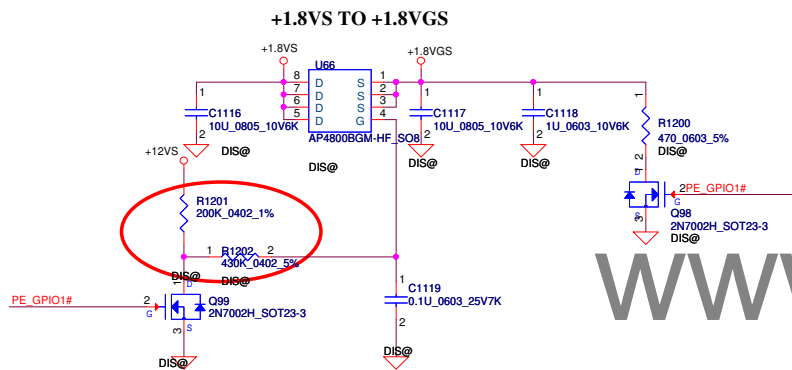 +1.8VS TO +1.8VGS
+1.8VS
+1.8VGS
U66
8
7
6
5
D
D
D
D
S
S
S
G
1
2
3
4
AP4800BGM-HF_SO8
DIS@
1
C1116
10U_0805_10V6K
2
DIS@
1
C1117
10U_0805_10V6K
2
1
C1118
1U_0603_10V6K
2
1
R1200
470_0603_5%
2
DIS@
+12VS
R1201
200K_0402_1%
1
R1202
2
430K_0402_5%
DIS@
DIS@
1
D
PE_GPIO1#
2
G
Q99
2N7002H_SOT23-3
3
S
DIS@
1
C1119
0.1U_0603_25V7K
2
DIS@
1
D
2
PE_GPIO1#
G
Q98
2N7002H_SOT23-3
3
S
DIS@
WWW